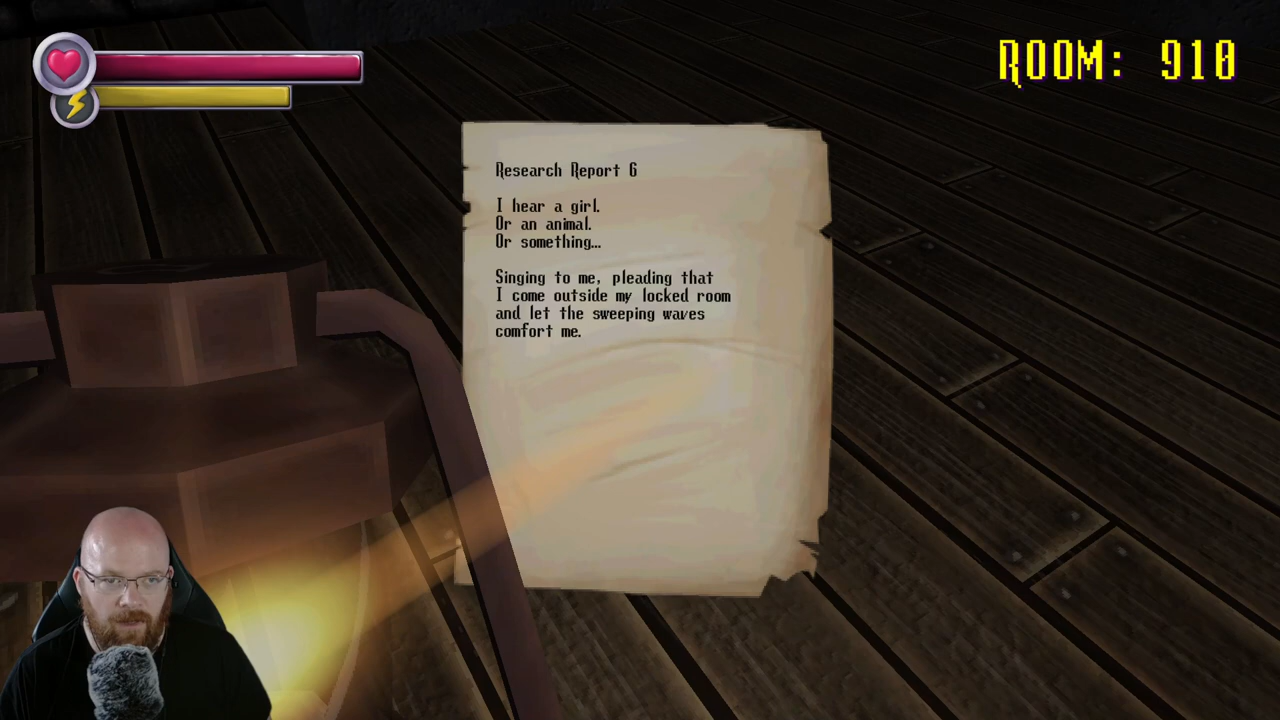 ROOM: 910
Research Report 6
I hear a girl.
Or an animal.
Or something...
Singing to me, pleading that
I come outside my locked room
and let the sweeping waves
comfort me.